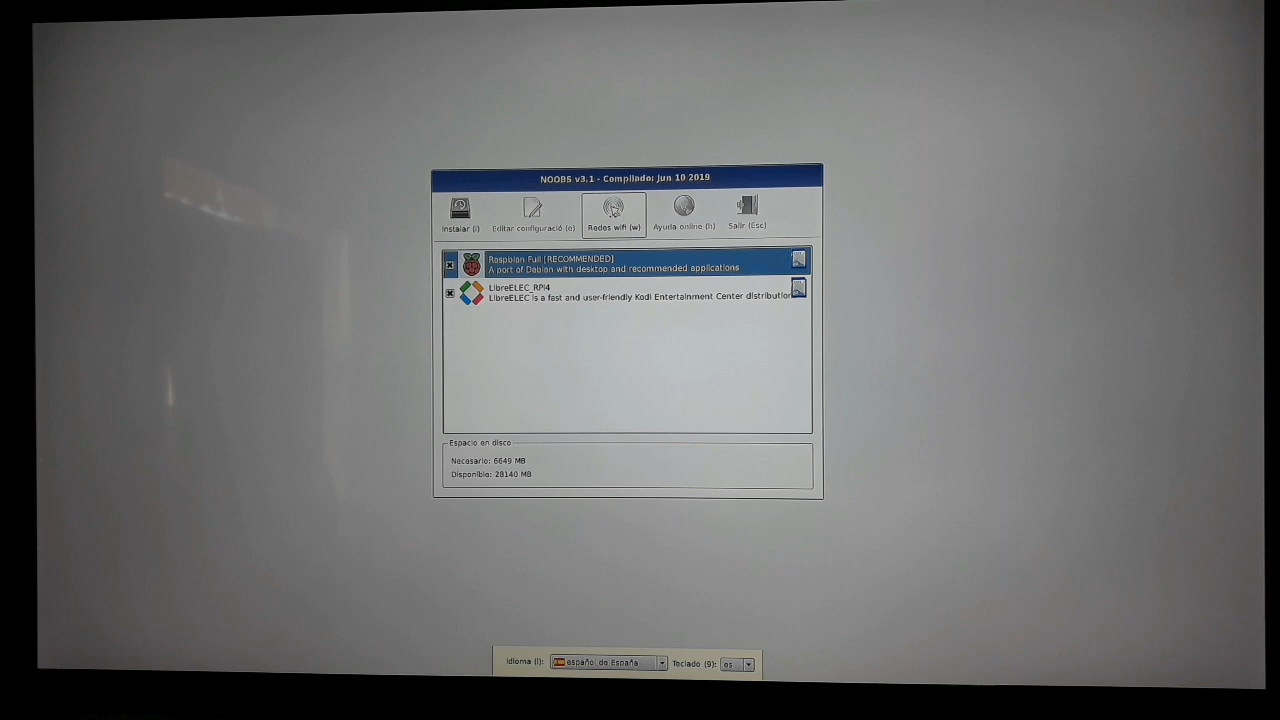 NOOBS v3.1 - Compilado: Jun 10 2019
Instalar (i)
Editar configuració (e)
Redes wifi (w)
Ayuda online (h)
Salir (Esc)
Raspbian Full [RECOMMENDED]
A port of Debian with desktop and recommended applications
LibreELEC_RPi4
LibreELEC is a fast and user-friendly Kodi Entertainment Center distribution
Espacio en disco
Necesario: 6649 MB
Disponible: 28140 MB
Idioma (l): español de España Teclado (9): es